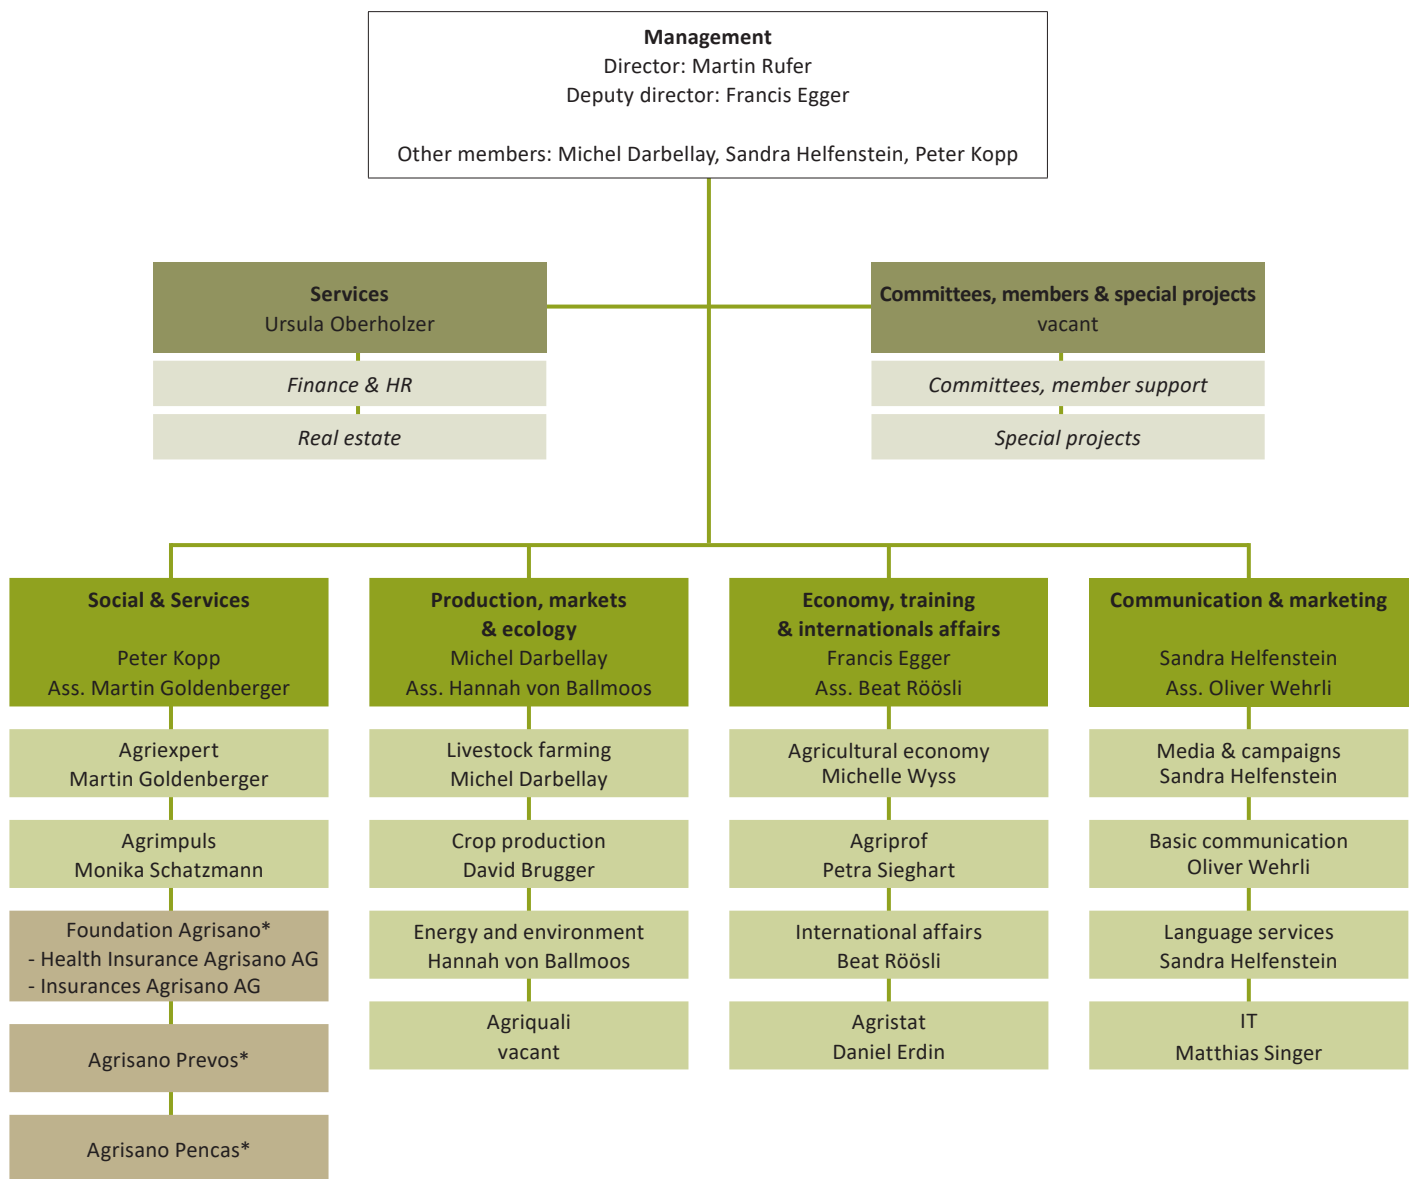 Management
Director: Martin Rufer
Deputy director: Francis Egger
Other members: Michel Darbellay, Sandra Helfenstein, Peter Kopp
Services
Ursula Oberholzer
Finance & HR
Real estate
Committees, members & special projects
vacant
Committees, member support
Special projects
Social & Services
Peter Kopp
Ass. Martin Goldenberger
Agriexpert
Martin Goldenberger
Agrimpuls
Monika Schatzmann
Foundation Agrisano*
- Health Insurance Agrisano AG
- Insurances Agrisano AG
Agrisano Prevos*
Agrisano Pencas*
Production, markets
& ecology
Michel Darbellay
Ass. Hannah von Ballmoos
Livestock farming
Michel Darbellay
Crop production
David Brugger
Energy and environment
Hannah von Ballmoos
Agriquali
vacant
Economy, training
& internationals affairs
Francis Egger
Ass. Beat Röösli
Agricultural economy
Michelle Wyss
Agriprof
Petra Sieghart
International affairs
Beat Röösli
Agristat
Daniel Erdin
Communication & marketing
Sandra Helfenstein
Ass. Oliver Wehrli
Media & campaigns
Sandra Helfenstein
Basic communication
Oliver Wehrli
Language services
Sandra Helfenstein
IT
Matthias Singer